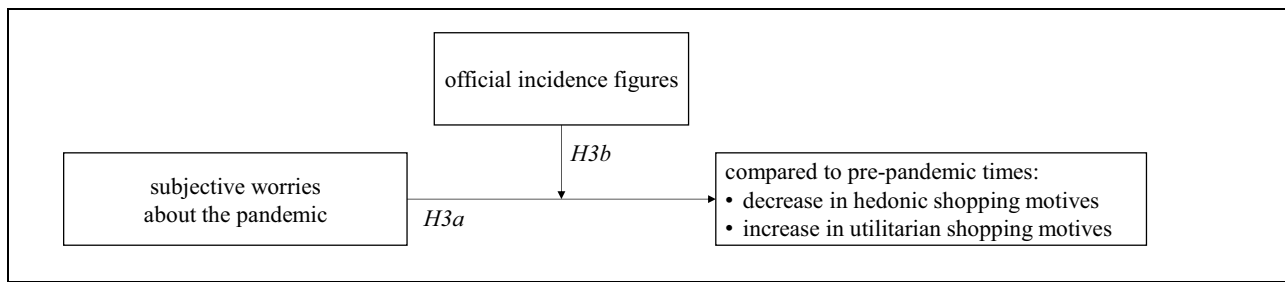 official incidence figures
H3b
subjective worries
about the pandemic
H3a
compared to pre-pandemic times:
• decrease in hedonic shopping motives
• increase in utilitarian shopping motives